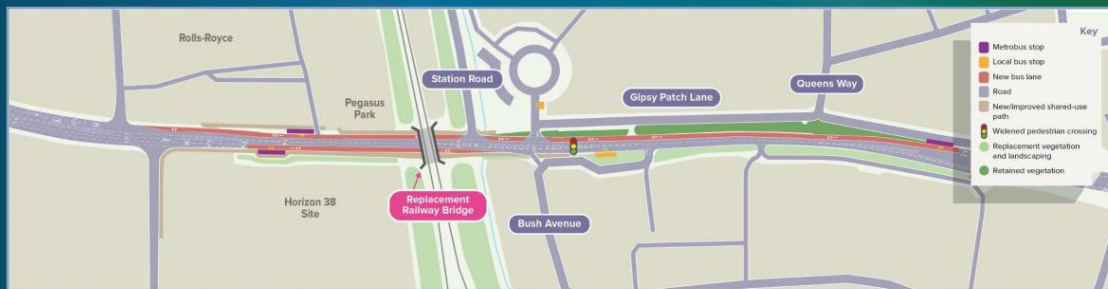 Rolls-Royce
Pegasus
Park
Station Road
Gipsy Patch Lane
Queens Way
Horizon 38
Site
Replacement
Railway Bridge
Bush Avenue
Key
Metrobus stop
Local bus stop
New bus lane
Road
New/improved shared-use
path
Widened pedestrian crossing
Replacement vegetation
and landscaping
Retained vegetation